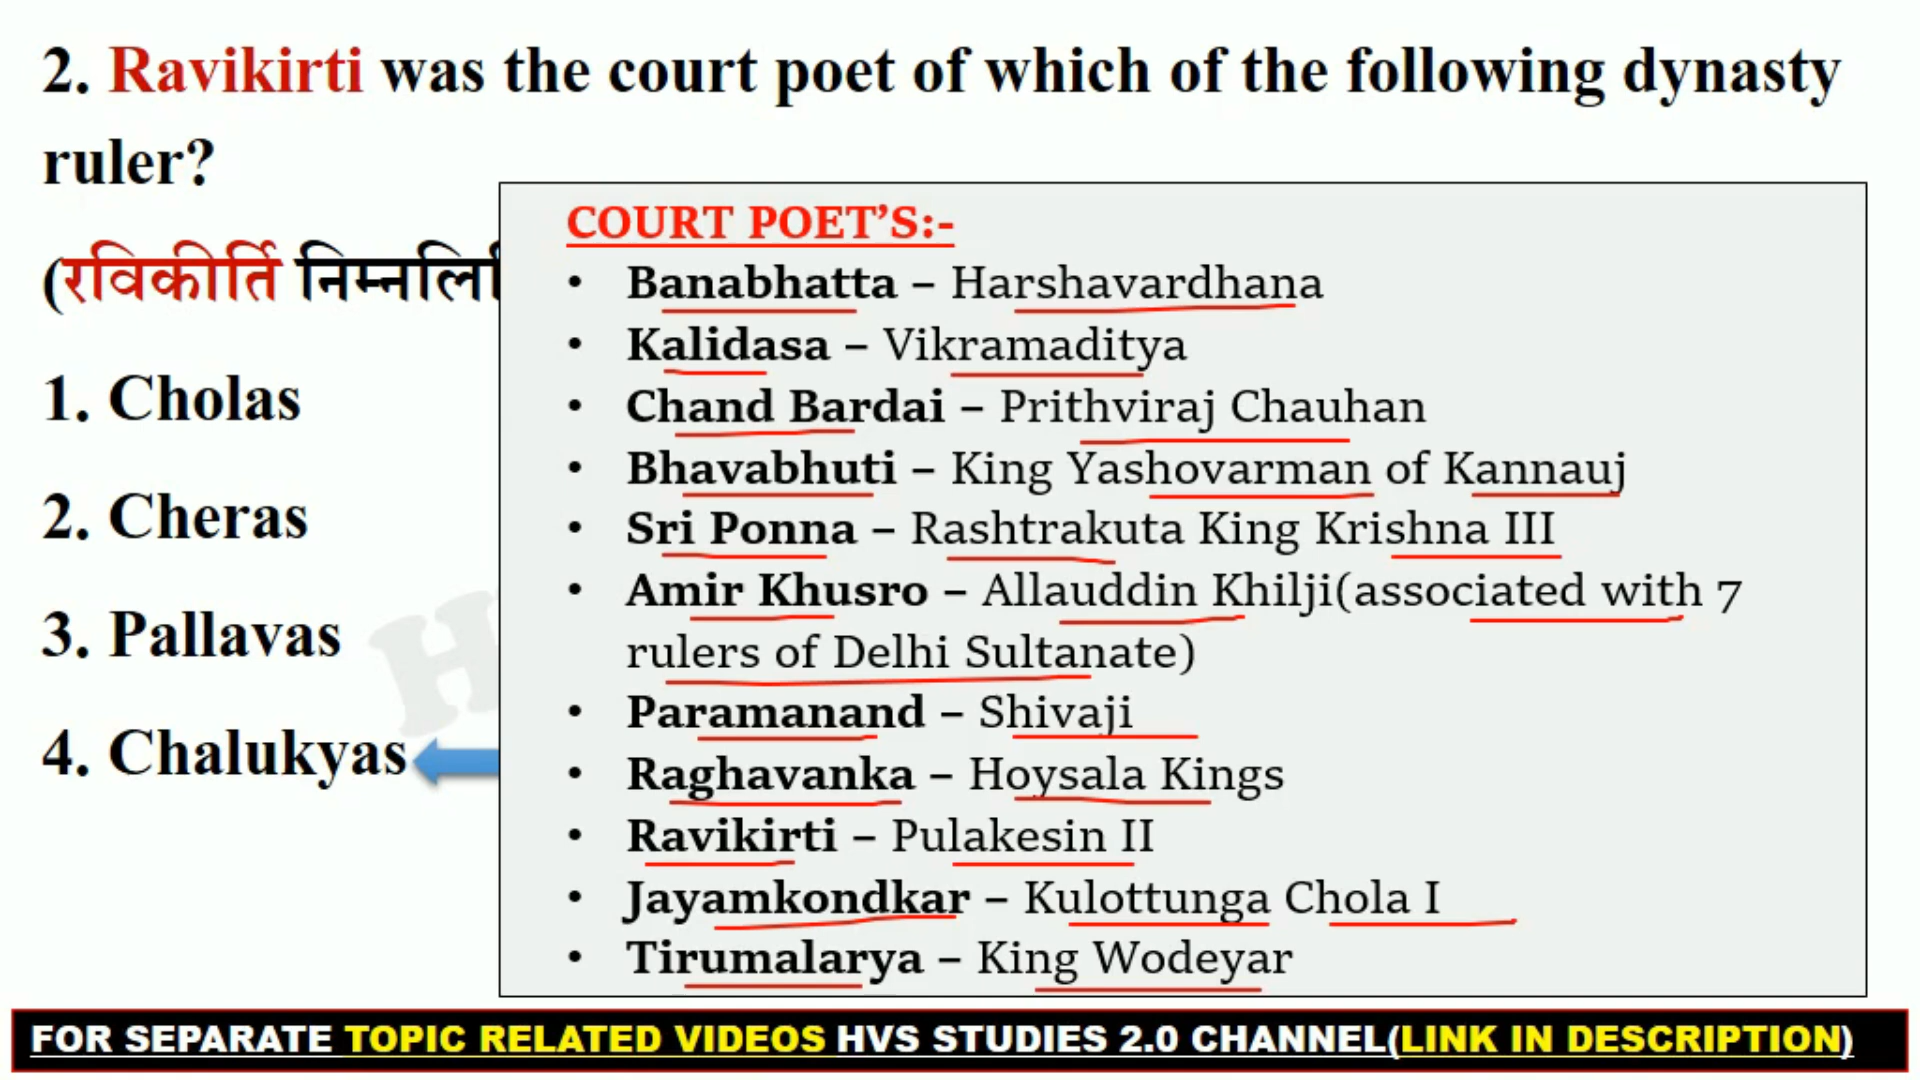 2. Ravikirti was the court poet of which of the following dynasty
ruler?
(रविकीर्ति
1. Cholas
2. Cheras
3. Pallavas
4. Chalukyas
COURT POET’S:-
• Banabhatta – Harshavardhana
• Kalidasa – Vikramaditya
• Chand Bardai – Prithviraj Chauhan
• Bhavabhuti – King Yashovarman of Kannauj
• Sri Ponna – Rashtrakuta King Krishna III
• Amir Khusro – Allauddin Khilji(associated with 7
rulers of Delhi Sultanate)
• Paramanand – Shivaji
• Raghavanka – Hoysala Kings
• Ravikirti – Pulakesin II
• Jayamkondkar – Kulottunga Chola I
• Tirumalarya – King Wodeyar
FOR SEPARATE TOPIC RELATED VIDEOS HVS STUDIES 2.0 CHANNEL(LINK IN DESCRIPTION)